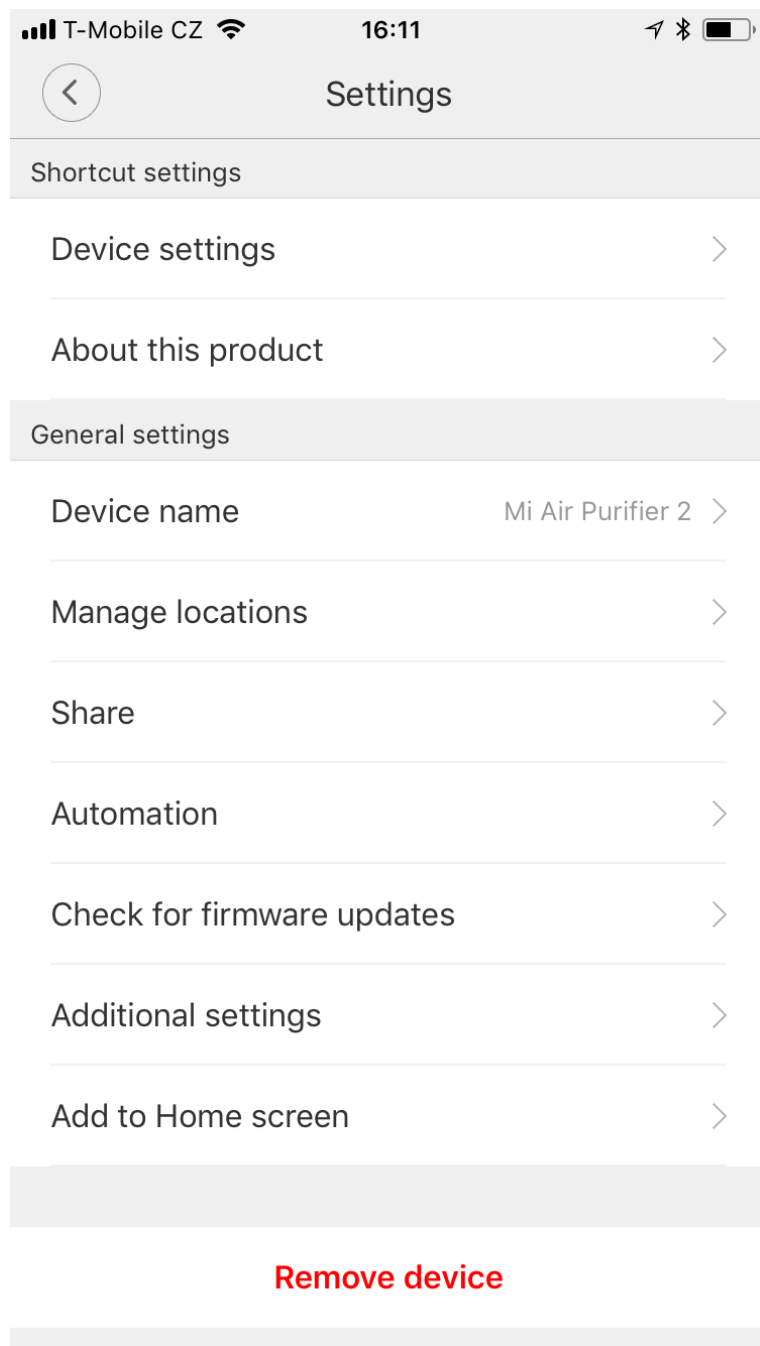 T-Mobile CZ 16:11
Settings
Shortcut settings
Device settings
About this product
General settings
Device name Mi Air Purifier 2
Manage locations
Share
Automation
Check for firmware updates
Additional settings
Add to Home screen
Remove device